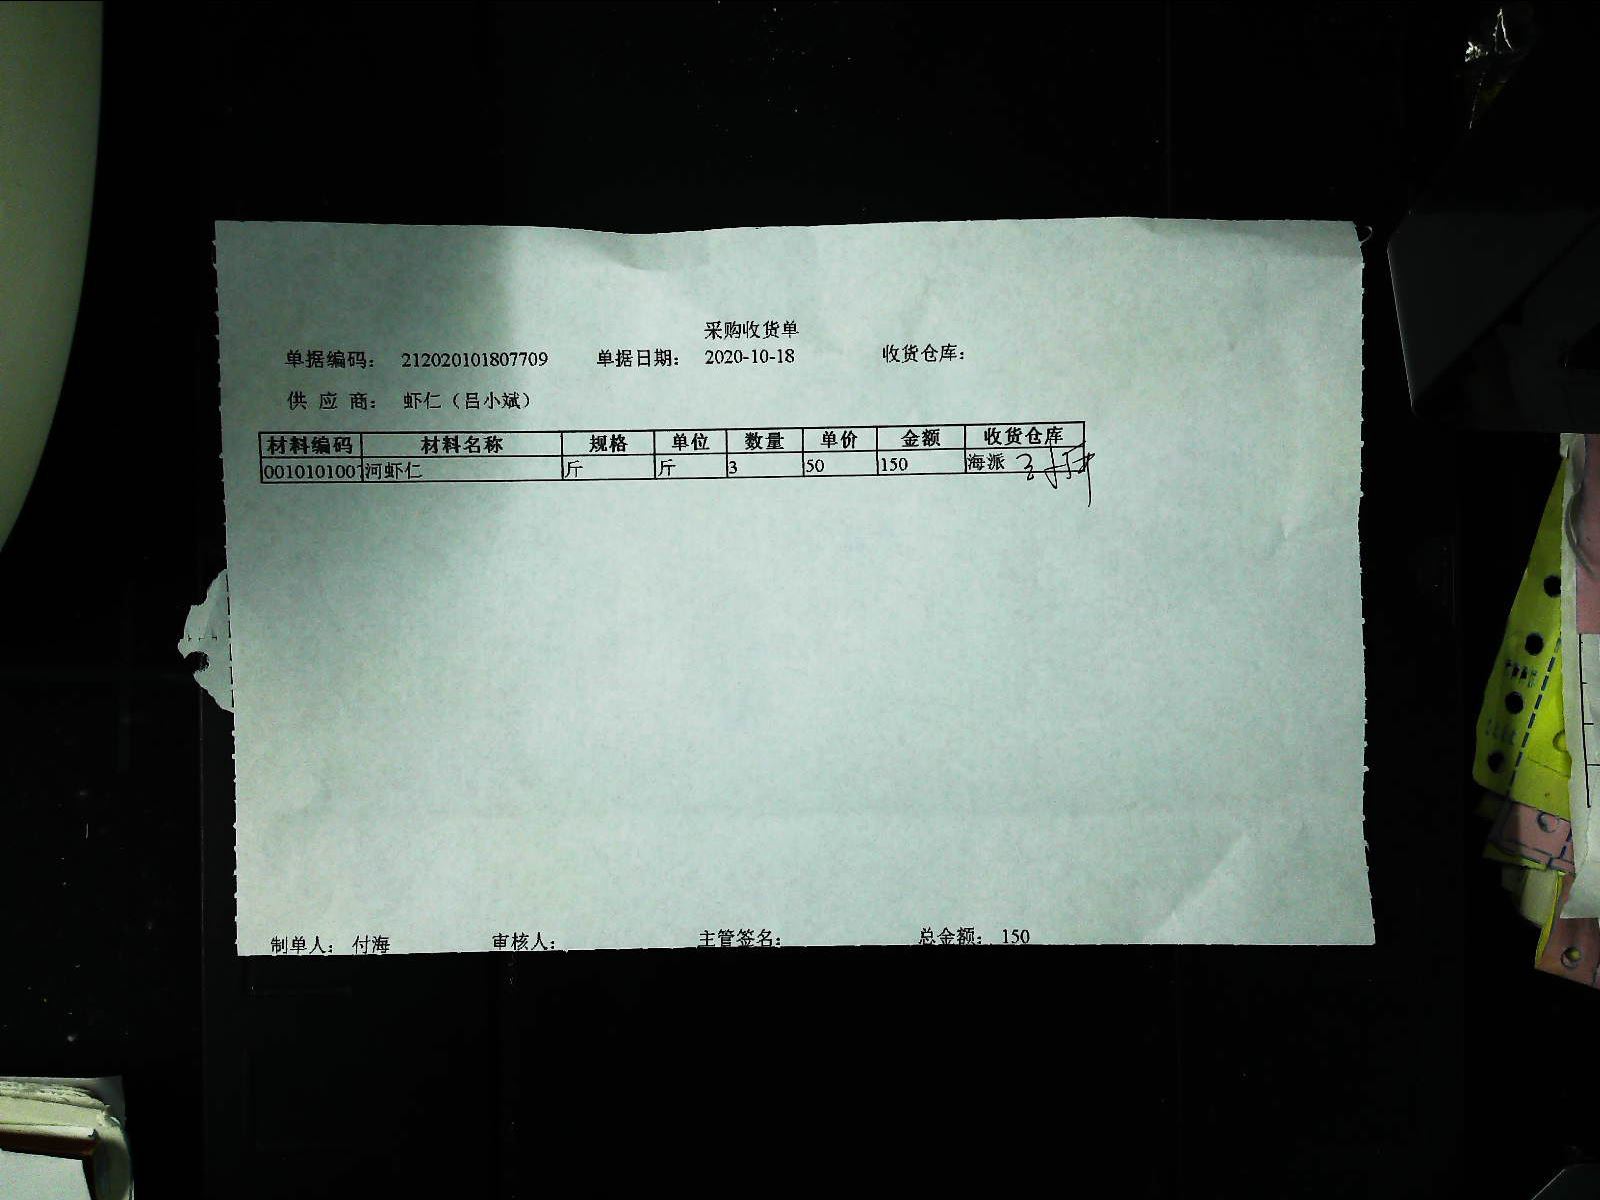 采购收货单
单据编码： 212020101807709 单据日期： 2020-10-18 收货仓库：
供 应 商： 虾仁（吕小斌）
材料编码 材料名称 规格 单位 数量 单价 金额 收货仓库
0010101007 河虾仁 斤 斤 3 50 150 海派
制单人： 付海 审核人： 主管签名： 总金额： 150